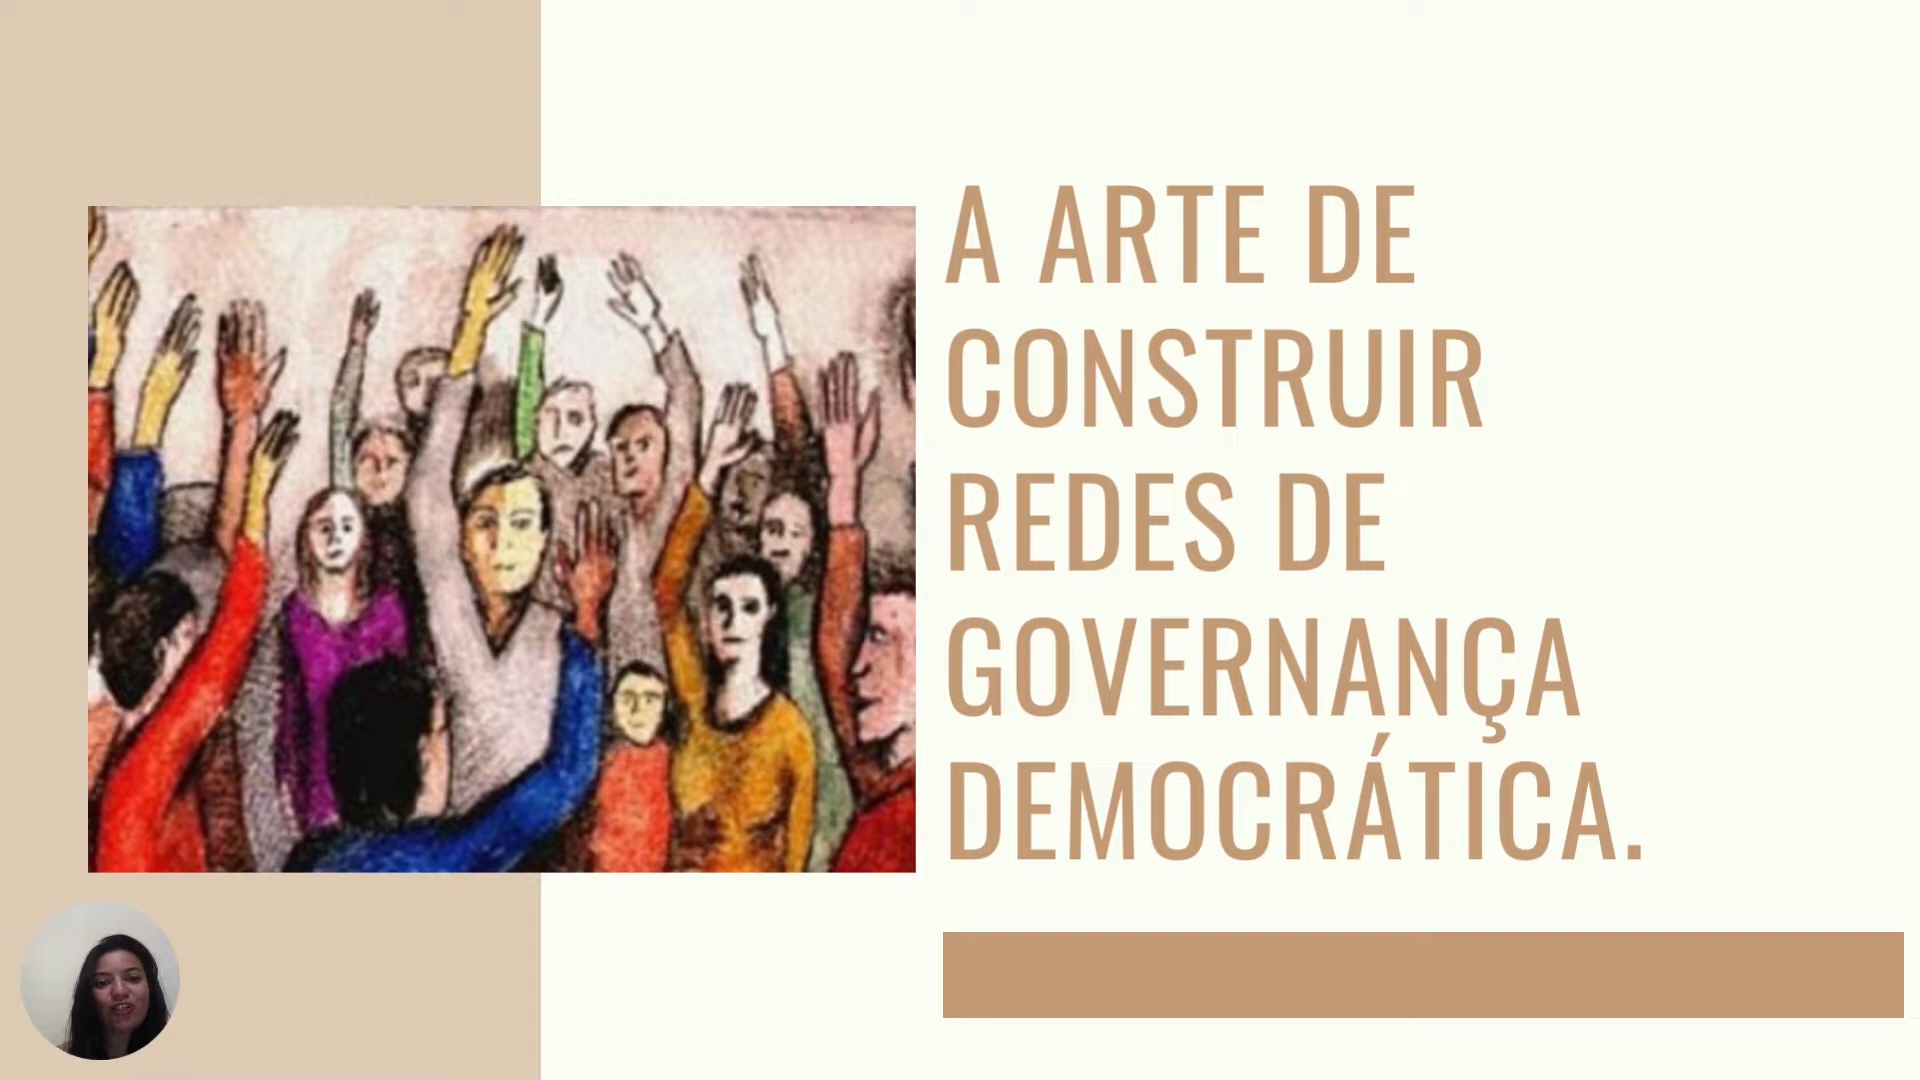 A ARTE DE
CONSTRUIR
REDES DE
GOVERNANÇA
DEMOCRÁTICA.